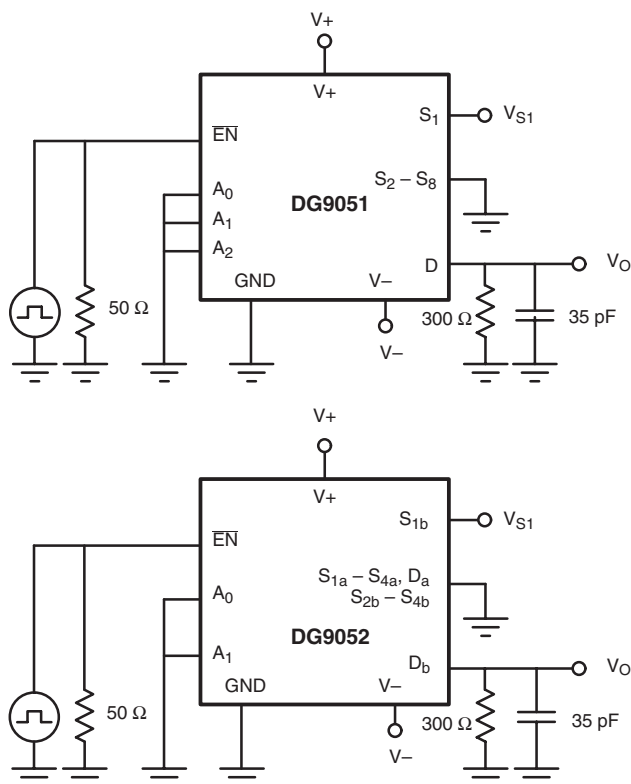 V+
V+
S1
VS1
EN
S2 – S8
A0
DG9051
A1
A2
D
VO
GND
V–
50 Ω
300 Ω
35 pF
V–
V+
V+
S1b
VS1
EN
S1a – S4a, Da
A0
S2b – S4b
DG9052
A1
Db
VO
GND
V–
50 Ω
300 Ω
35 pF
V–